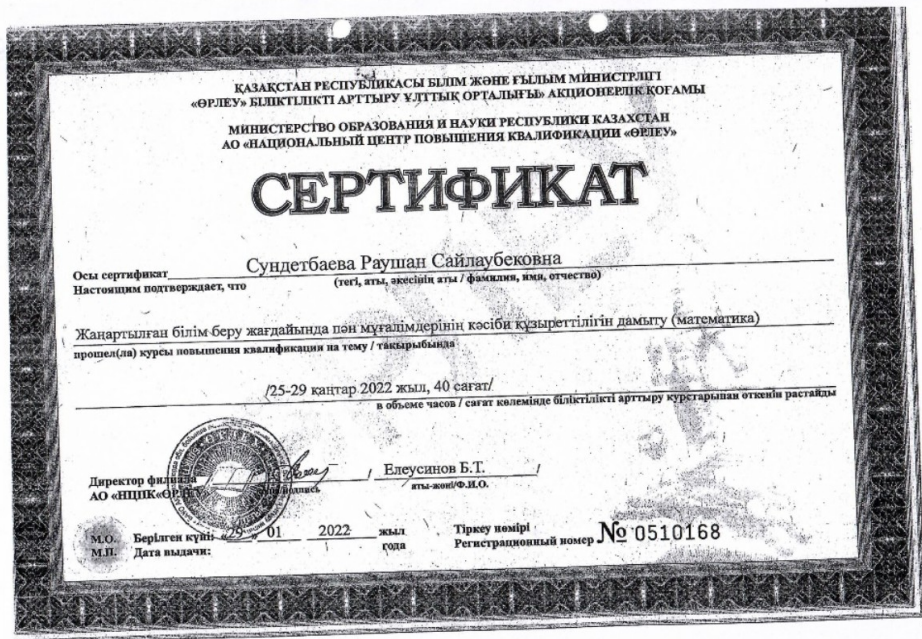 ҚАЗАҚСТАН РЕСПУБЛИКАСЫ БІЛІМ ЖӘНЕ ҒЫЛЫМ МИНИСТРЛІГІ
«ӨРЛЕУ» БІЛІКТІЛІКТІ АРТТЫРУ ҰЛТТЫҚ ОРТАЛЫҒЫ» АКЦИОНЕРЛІК ҚОҒАМЫ
МИНИСТЕРСТВО ОБРАЗОВАНИЯ И НАУКИ РЕСПУБЛИКИ КАЗАХСТАН
АО «НАЦИОНАЛЬНЫЙ ЦЕНТР ПОВЫШЕНИЯ КВАЛИФИКАЦИИ «ӨРЛЕУ»
СЕРТИФИКАТ
Осы сертификат Сундетбаева Раушан Сайлаубековна
Настоящим подтверждает, что (тегі, аты, әкесінің аты / фамилия, имя, отчество)
Жаңартылған білім беру жағдайында пән мұғалімдерінің кәсіби құзыреттілігін дамыту (математика)
прошел(ла) курсы повышения квалификации на тему / тақырыбында
/25-29 қаңтар 2022 жыл, 40 сағат/
в объеме часов / сағат көлемінде біліктілікті арттыру курстарынан өткенін растайды
Директор филиала / Елеусинов Б.Т. /
АО «НЦПК«ӨРЛЕУ подпись аты-жөні/Ф.И.О.
М.О. Берілген күні: «29» 01 2022 жыл Тіркеу нөмірі
М.П. Дата выдачи: года Регистрационный номер № 0510168